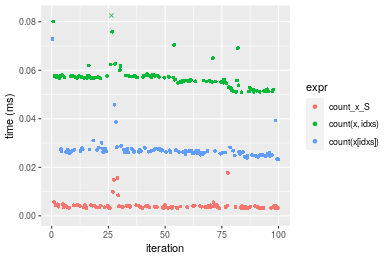 0.08
0.06
0.04
0.02
0.00
time (ms)
0
25
50
75
100
iteration
expr
count_x_S
count(x, idxs)
count(x[idxs])